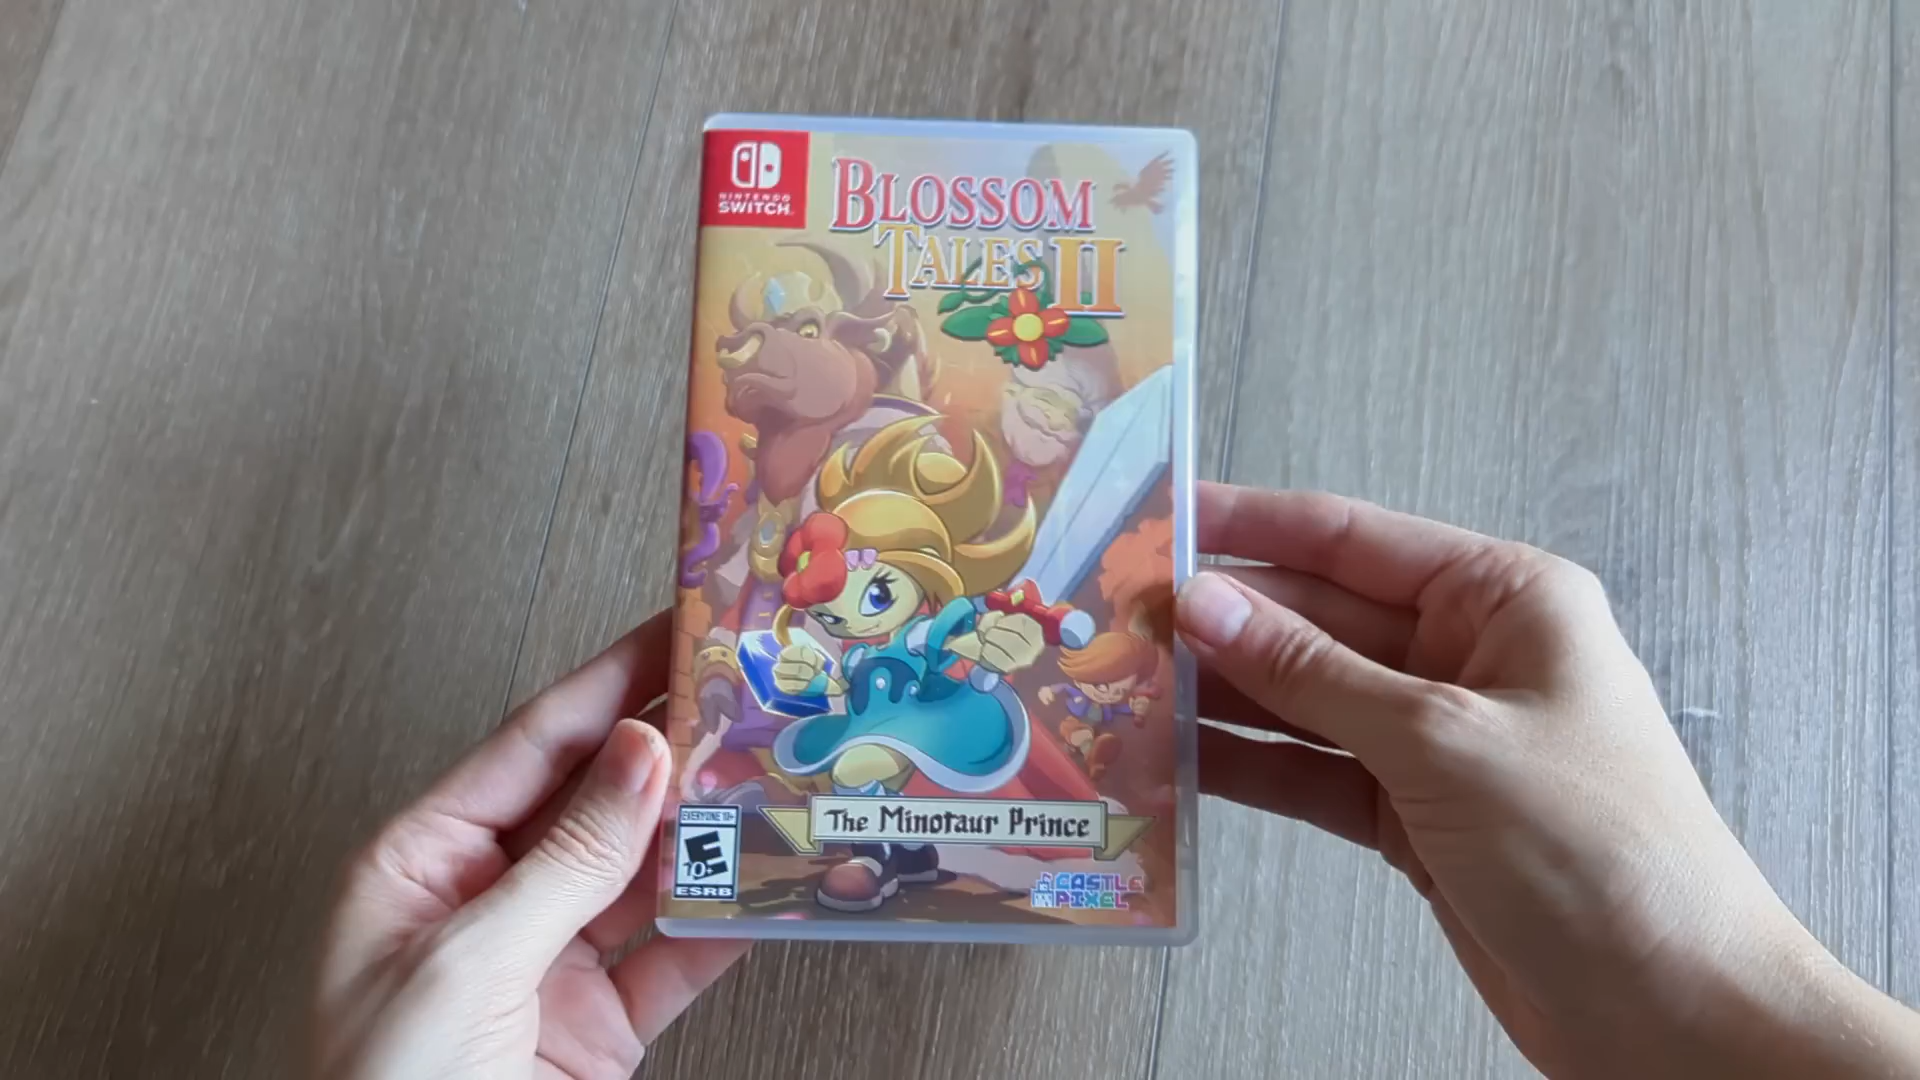 NINTENDO
SWITCH
BLOSSOM
TALES II
The Minotaur Prince
EVERYONE 10+
E
10+
ESRB
CASTLE
PIXEL